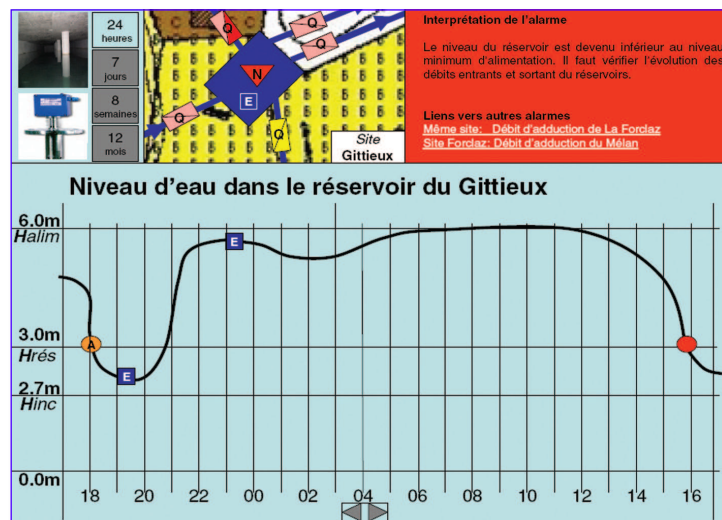 24
heures
7
jours
8
semaines
12
mois
Q
Q
Q
N
E
Q
Q
Site
Gittieux
Interprétation de l'alarme
Le niveau du réservoir est devenu inférieur au niveau
minimum d'alimentation. Il faut vérifier l'évolution des
débits entrants et sortant du réservoirs.
Liens vers autres alarmes
Même site: Débit d'adduction de La Forclaz
Site Forclaz: Débit d'adduction du Mélan
Niveau d'eau dans le réservoir du Gittieux
6.0m
Halim
E
3.0m
A
Hrés
E
2.7m
Hinc
0.0m
18 20 22 00 02 04 06 08 10 12 14 16